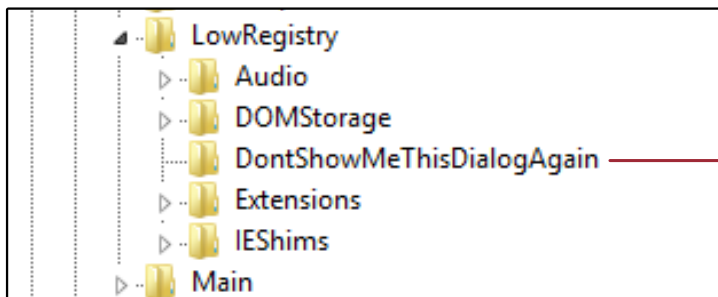 LowRegistry
Audio
DOMStorage
DontShowMeThisDialogAgain
Extensions
IEShims
Main